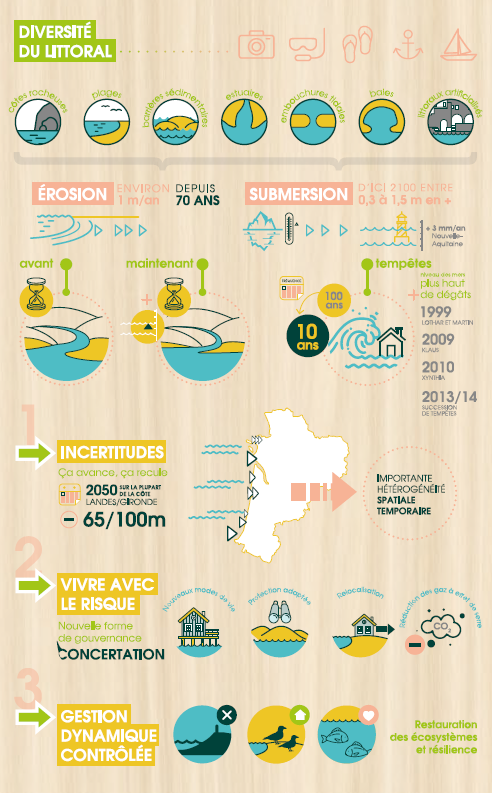 DIVERSITÉ
DU LITTORAL
côtes rocheuses
plages
barrières sédimentaires
estuaires
embouchures tidales
baies
littoraux artificialisés
ÉROSION
ENVIRON
1 m/an
DEPUIS
70 ANS
SUBMERSION
D'ICI 2100 ENTRE
0,3 à 1,5 m en +
+ 3 mm/an
Nouvelle-
Aquitaine
avant
maintenant
+
tempêtes
niveau des mers
plus haut
+ de dégâts
100
ans
10
ans
1999
LOTHAR ET MARTIN
2009
KLAUS
2010
XYNTHIA
2013/14
SUCCESSION
DE TEMPÊTES
1
INCERTITUDES
Ça avance, ça recule
2050 SUR LA PLUPART
DE LA CÔTE
LANDES/GIRONDE
- 65/100m
IMPORTANTE
HÉTÉROGÉNÉITÉ
SPATIALE
TEMPORAIRE
2
VIVRE AVEC
LE RISQUE
Nouvelle forme
de gouvernance
CONCERTATION
Nouveaux modes de vie
Protection adaptée
Relocalisation
Réduction des gaz à effet de serre
CO2
3
GESTION
DYNAMIQUE
CONTRÔLÉE
Restauration
des écosystèmes
et résilience